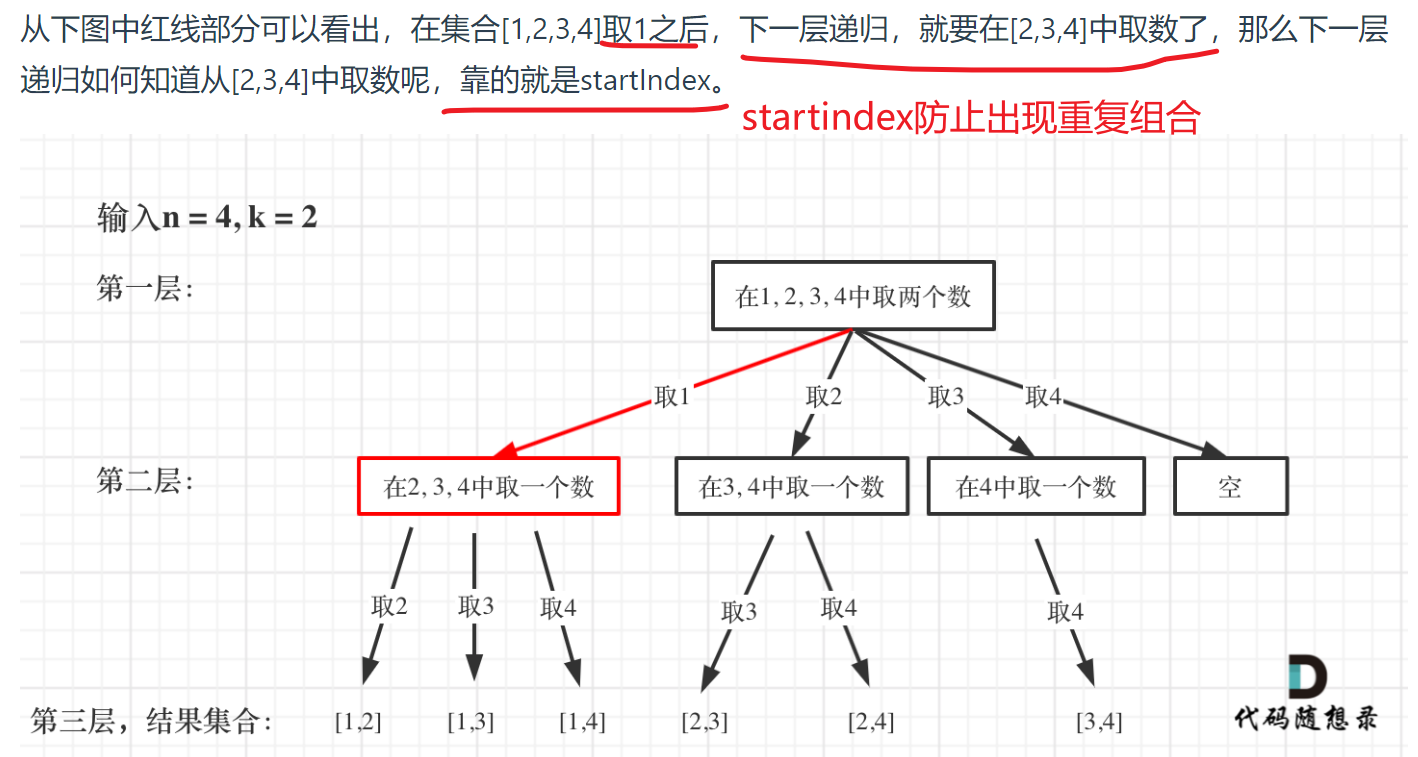 从下图中红线部分可以看出，在集合[1,2,3,4]取1之后，下一层递归，就要在[2,3,4]中取数了，那么下一层
递归如何知道从[2,3,4]中取数呢，靠的就是startIndex。
startindex防止出现重复组合
输入n = 4, k = 2
第一层：
在1, 2, 3, 4中取两个数
取1
取2
取3
取4
第二层：
在2, 3, 4中取一个数
在3, 4中取一个数
在4中取一个数
空
取2
取3
取4
取3
取4
取4
第三层，结果集合：
[1,2]
[1,3]
[1,4]
[2,3]
[2,4]
[3,4]
代码随想录